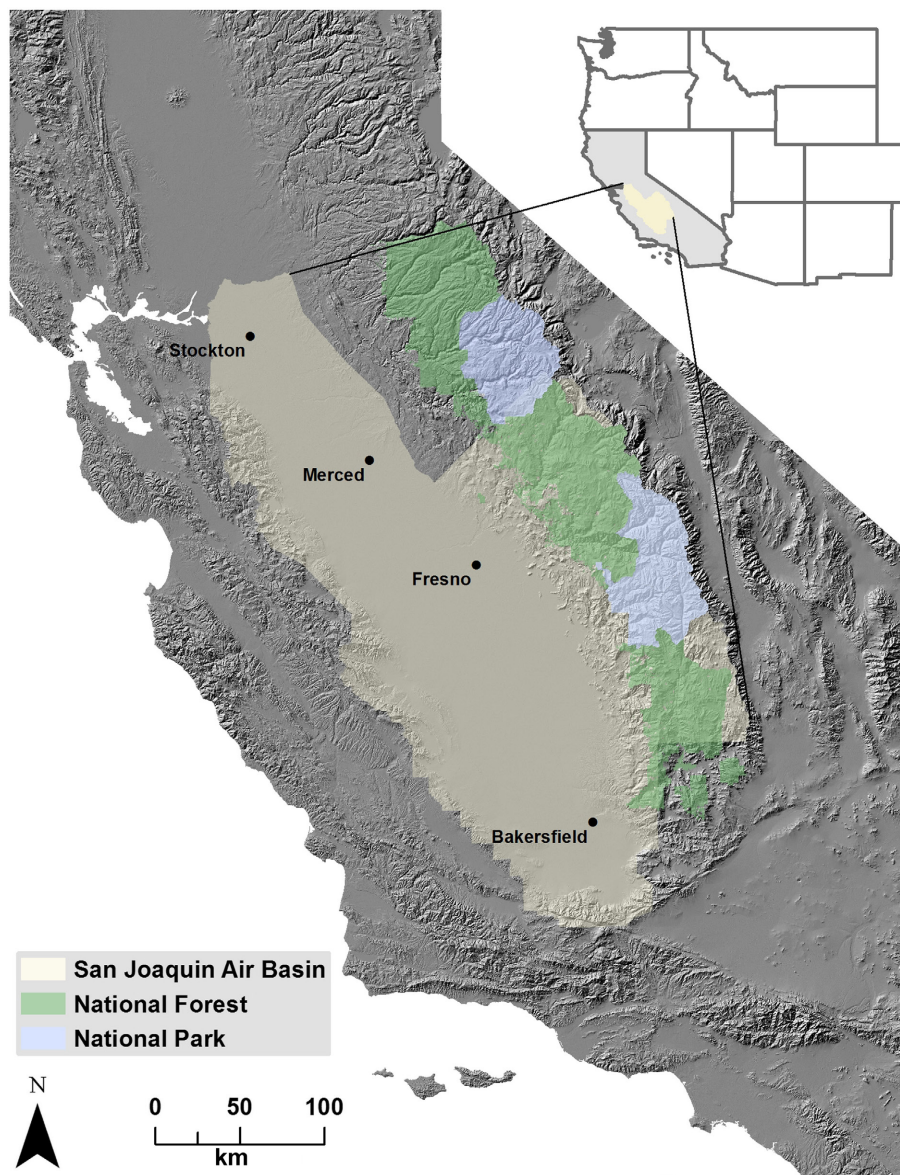 Stockton
Merced
Fresno
Bakersfield
San Joaquin Air Basin
National Forest
National Park
N
0 50 100
km